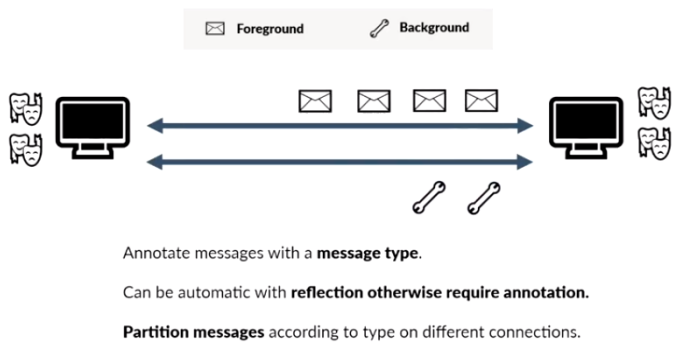 Foreground
Background
Annotate messages with a message type.
Can be automatic with reflection otherwise require annotation.
Partition messages according to type on different connections.